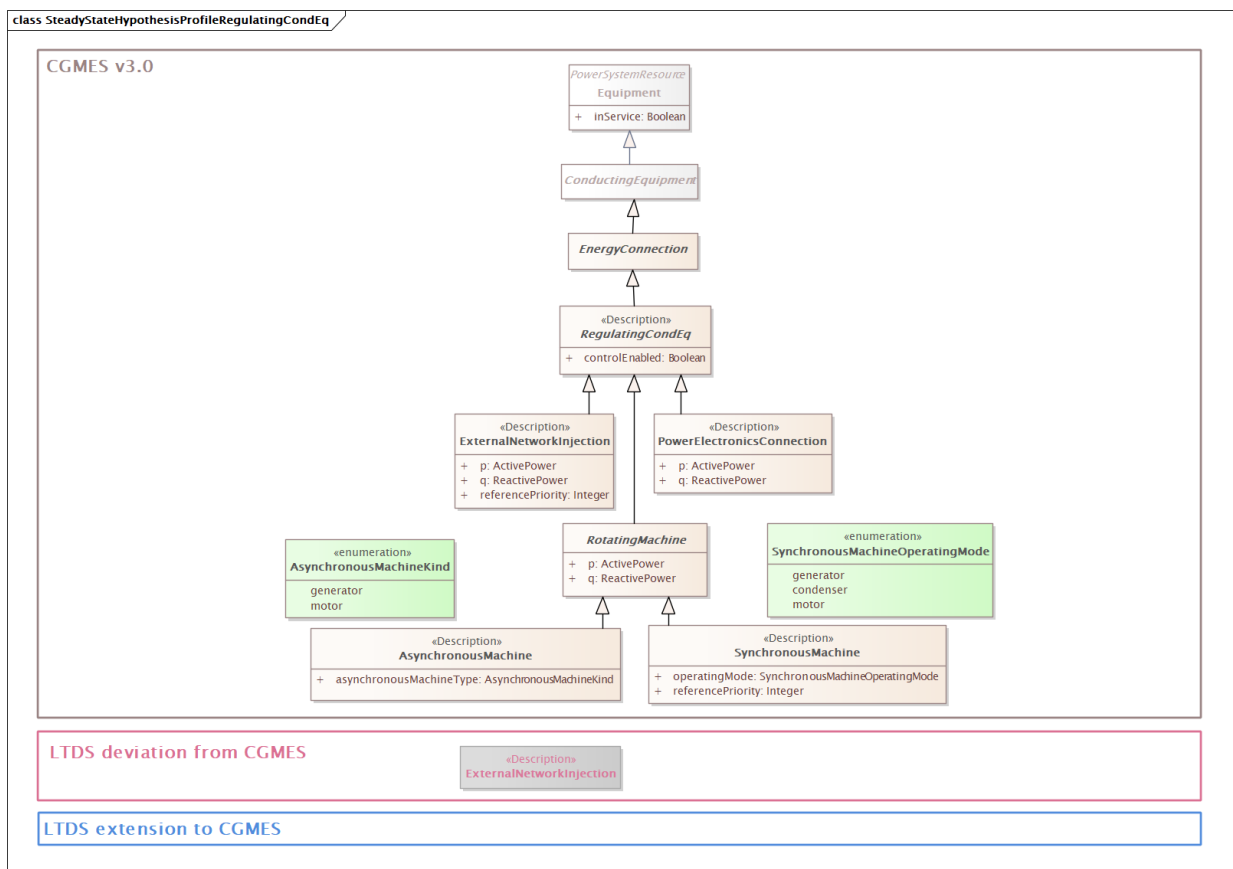 class SteadyStateHypothesisProfileRegulatingCondEq
CGMES v3.0
PowerSystemResource
Equipment
+ inService: Boolean
ConductingEquipment
EnergyConnection
«Description»
RegulatingCondEq
+ controlEnabled: Boolean
«Description»
ExternalNetworkInjection
+ p: ActivePower
+ q: ReactivePower
+ referencePriority: Integer
«Description»
PowerElectronicsConnection
+ p: ActivePower
+ q: ReactivePower
«enumeration»
AsynchronousMachineKind
generator
motor
RotatingMachine
+ p: ActivePower
+ q: ReactivePower
«enumeration»
SynchronousMachineOperatingMode
generator
condenser
motor
«Description»
AsynchronousMachine
+ asynchronousMachineType: AsynchronousMachineKind
«Description»
SynchronousMachine
+ operatingMode: SynchronousMachineOperatingMode
+ referencePriority: Integer
LTDS deviation from CGMES
«Description»
ExternalNetworkInjection
LTDS extension to CGMES